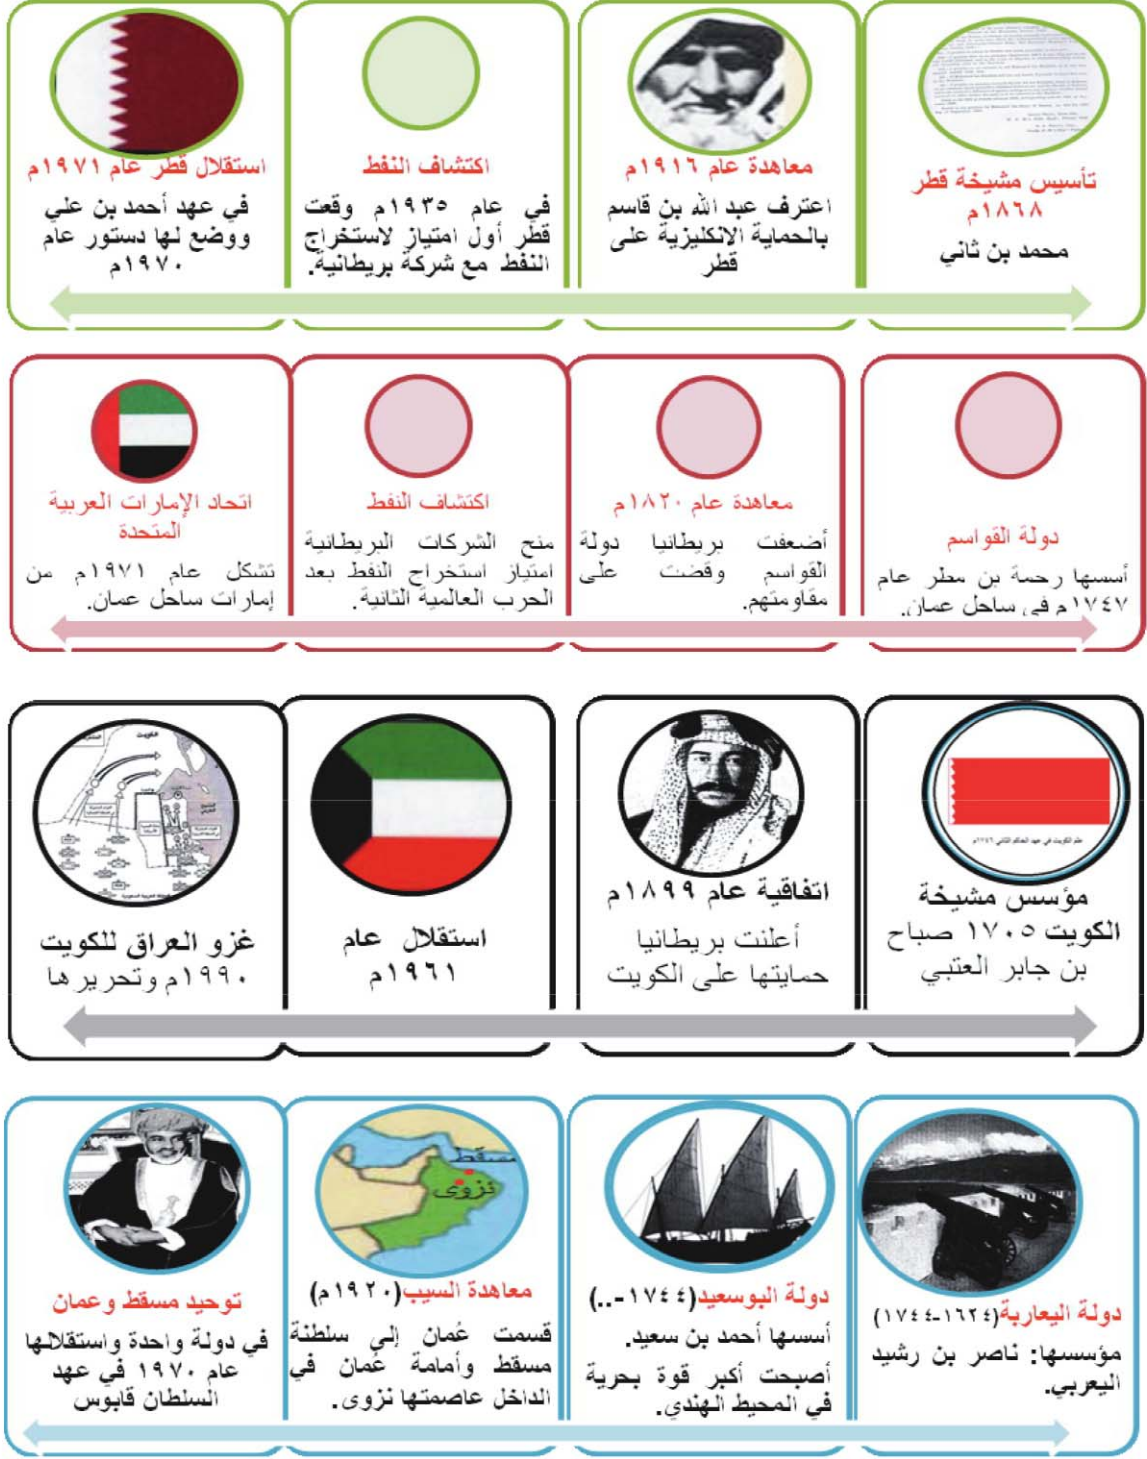 تأسيس مشيخة قطر
١٨٦٨م
محمد بن ثاني
معاهدة عام ١٩١٦م
اعترف عبد الله بن قاسم
بالحماية الانكليزية على
قطر
اكتشاف النفط
في عام ١٩٣٥م وقعت
قطر أول امتياز لاستخراج
النفط مع شركة بريطانية.
استقلال قطر عام ١٩٧١م
في عهد أحمد بن علي
ووضع لها دستور عام
١٩٧٠م
دولة القواسم
أسسها رحمة بن مطر عام
١٧٤٧م في ساحل عمان.
معاهدة عام ١٨٢٠م
أضعفت بريطانيا دولة
القواسم وقضت على
مقاومتهم.
اكتشاف النفط
منح الشركات البريطانية
امتياز استخراج النفط بعد
الحرب العالمية الثانية.
اتحاد الإمارات العربية
المتحدة
تشكل عام ١٩٧١م من
إمارات ساحل عمان.
علم الكويت في عهد الحاكم الثاني ١٧٤٦م
مؤسس مشيخة
الكويت ١٧٠٥ صباح
بن جابر العتبي
اتفاقية عام ١٨٩٩م
أعلنت بريطانيا
حمايتها على الكويت
استقلال عام
١٩٦١م
الكويت
غزو العراق للكويت
١٩٩٠م وتحريرها
دولة اليعاربة(١٦٢٤-١٧٤٤)
مؤسسها: ناصر بن رشيد
اليعربي.
دولة البوسعيد(١٧٤٤-..)
أسسها أحمد بن سعيد.
أصبحت أكبر قوة بحرية
في المحيط الهندي.
مسقط
نزوى
معاهدة السيب(١٩٢٠م)
قسمت عُمان إلى سلطنة
مسقط وأمامة عُمان في
الداخل عاصمتها نزوى.
توحيد مسقط وعمان
في دولة واحدة واستقلالها
عام ١٩٧٠ في عهد
السلطان قابوس